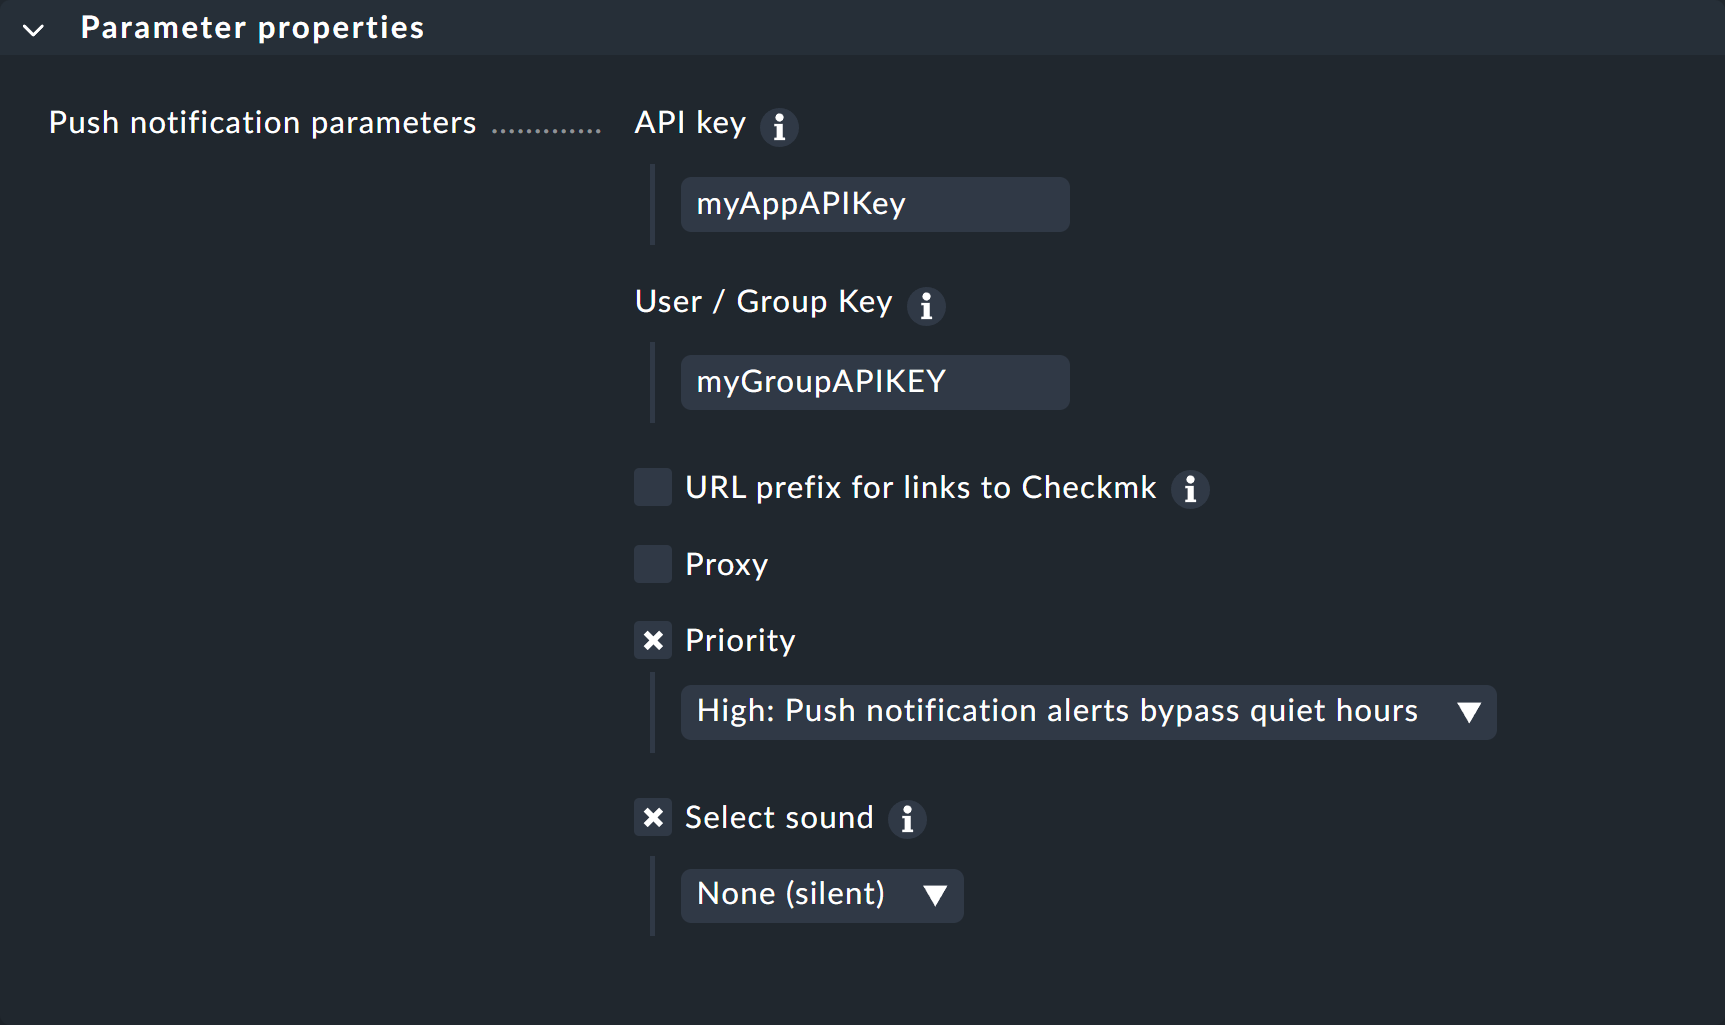 Parameter properties
Push notification parameters ............. API key
myAppAPIKey
User / Group Key
myGroupAPIKEY
URL prefix for links to Checkmk
Proxy
Priority
High: Push notification alerts bypass quiet hours
Select sound
None (silent)